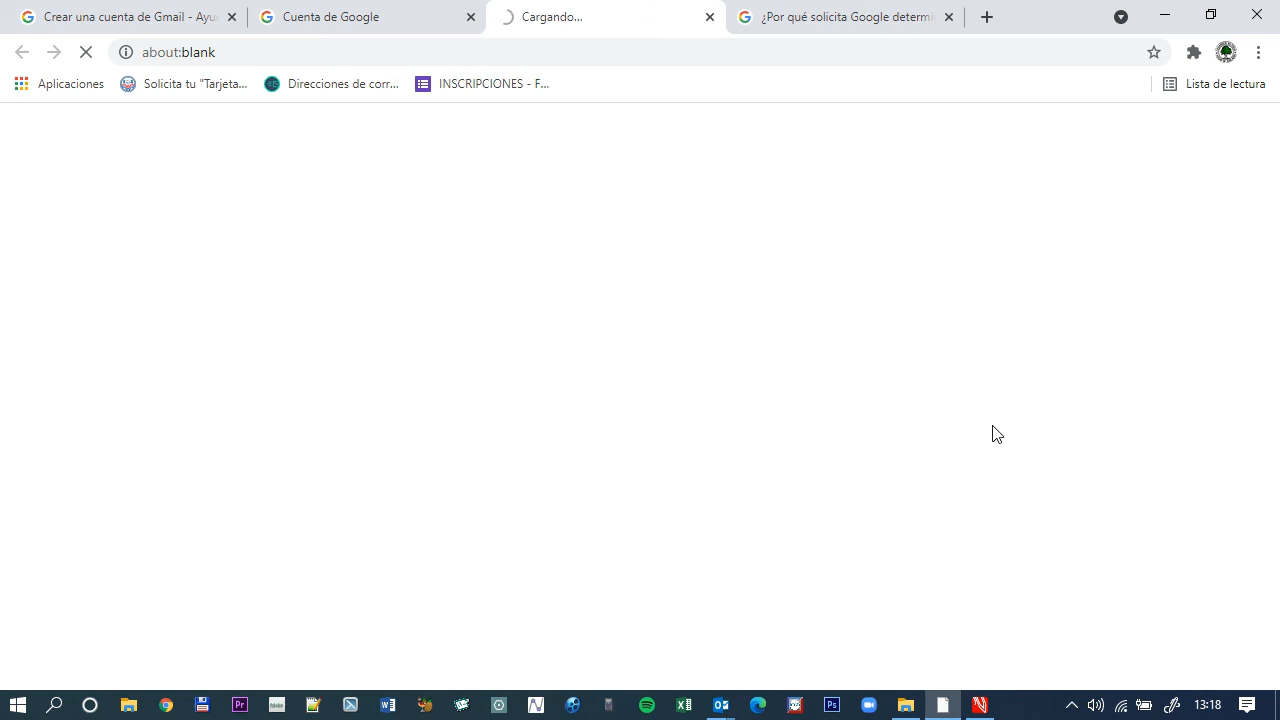 Crear una cuenta de Gmail - Ayu
Cuenta de Google
Cargando...
¿Por qué solicita Google determi
about:blank
Aplicaciones
Solicita tu "Tarjeta...
Direcciones de corr...
INSCRIPCIONES - F...
Lista de lectura
13:18